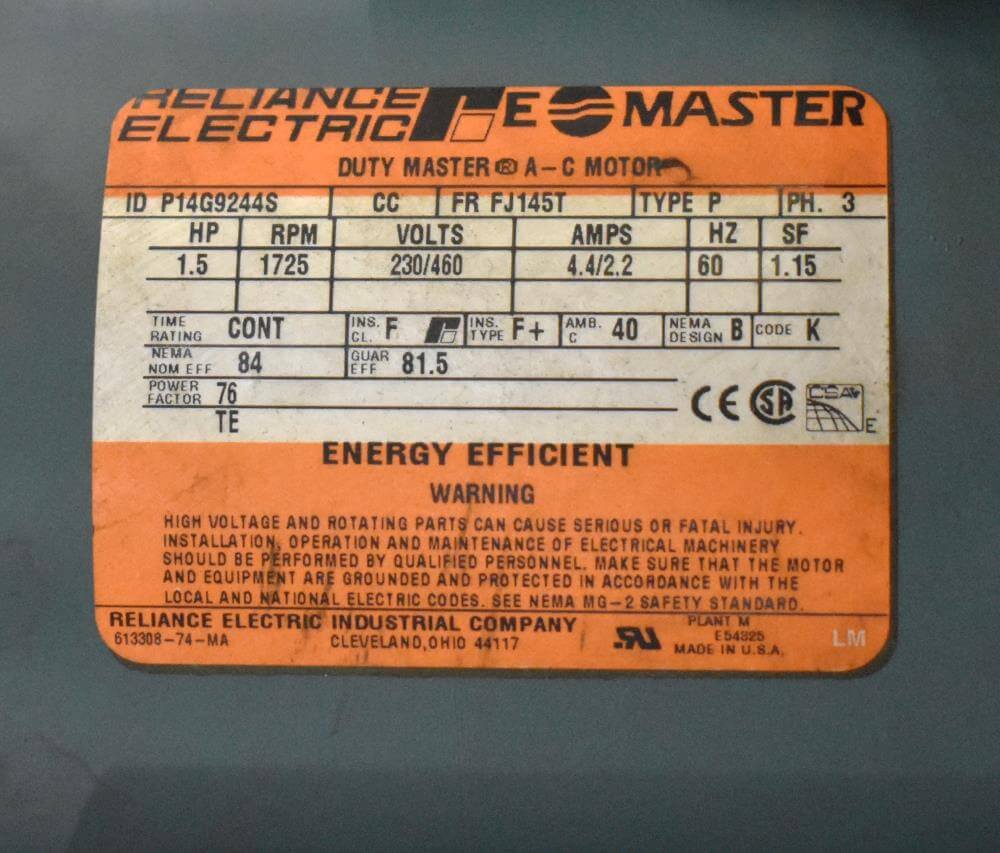 RELIANCE E MASTER
ELECTRIC
DUTY MASTER® A-C MOTOR
ID P14G9244S CC FR FJ145T TYPE P PH. 3
HP RPM VOLTS AMPS HZ SF
1.5 1725 230/460 4.4/2.2 60 1.15
TIME RATING CONT INS. CL. F INS. TYPE F+ AMB. C 40 NEMA DESIGN B CODE K
NEMA NOM EFF 84 GUAR EFF 81.5
POWER FACTOR 76
TE
CE SA CSA E
ENERGY EFFICIENT
WARNING
HIGH VOLTAGE AND ROTATING PARTS CAN CAUSE SERIOUS OR FATAL INJURY.
INSTALLATION, OPERATION AND MAINTENANCE OF ELECTRICAL MACHINERY
SHOULD BE PERFORMED BY QUALIFIED PERSONNEL. MAKE SURE THAT THE MOTOR
AND EQUIPMENT ARE GROUNDED AND PROTECTED IN ACCORDANCE WITH THE
LOCAL AND NATIONAL ELECTRIC CODES. SEE NEMA MG-2 SAFETY STANDARD.
RELIANCE ELECTRIC INDUSTRIAL COMPANY
613308-74-MA CLEVELAND, OHIO 44117
RU
PLANT M
E54825
MADE IN U.S.A.
LM